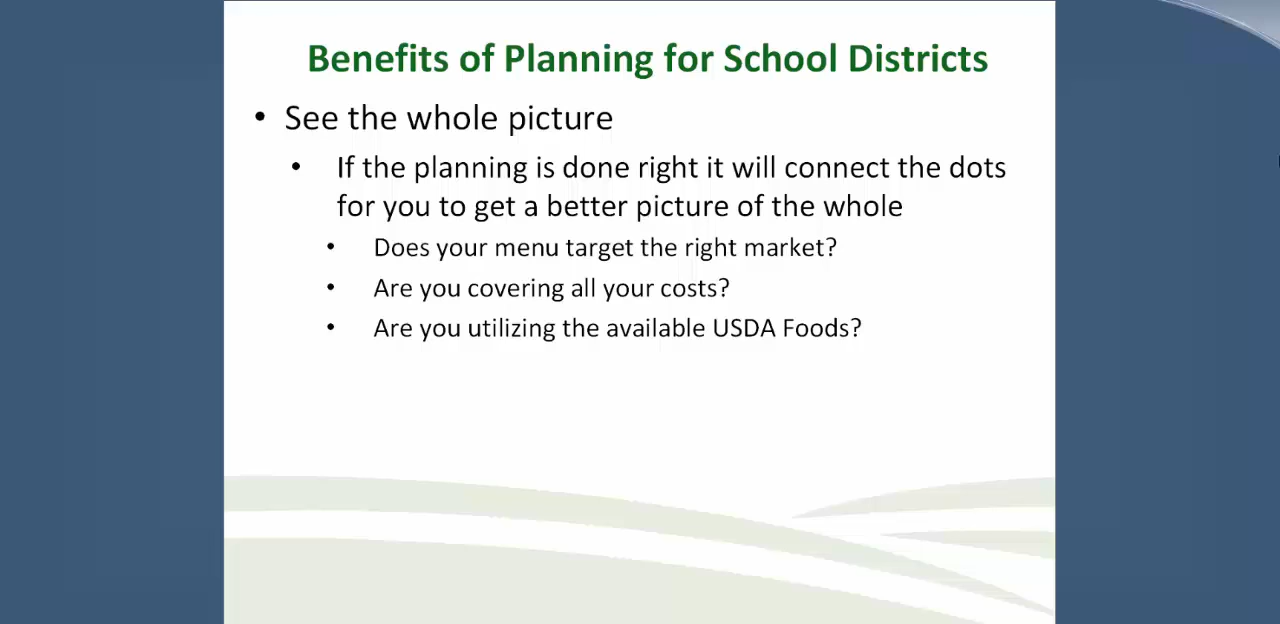 Benefits of Planning for School Districts
• See the whole picture
• If the planning is done right it will connect the dots
for you to get a better picture of the whole
• Does your menu target the right market?
• Are you covering all your costs?
• Are you utilizing the available USDA Foods?